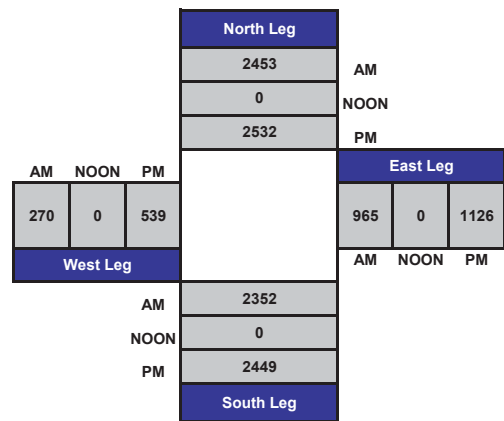 North Leg
2453 AM
0 NOON
2532 PM
East Leg
AM NOON PM
270 0 539
965 0 1126
West Leg
AM NOON PM
AM 2352
NOON 0
PM 2449
South Leg